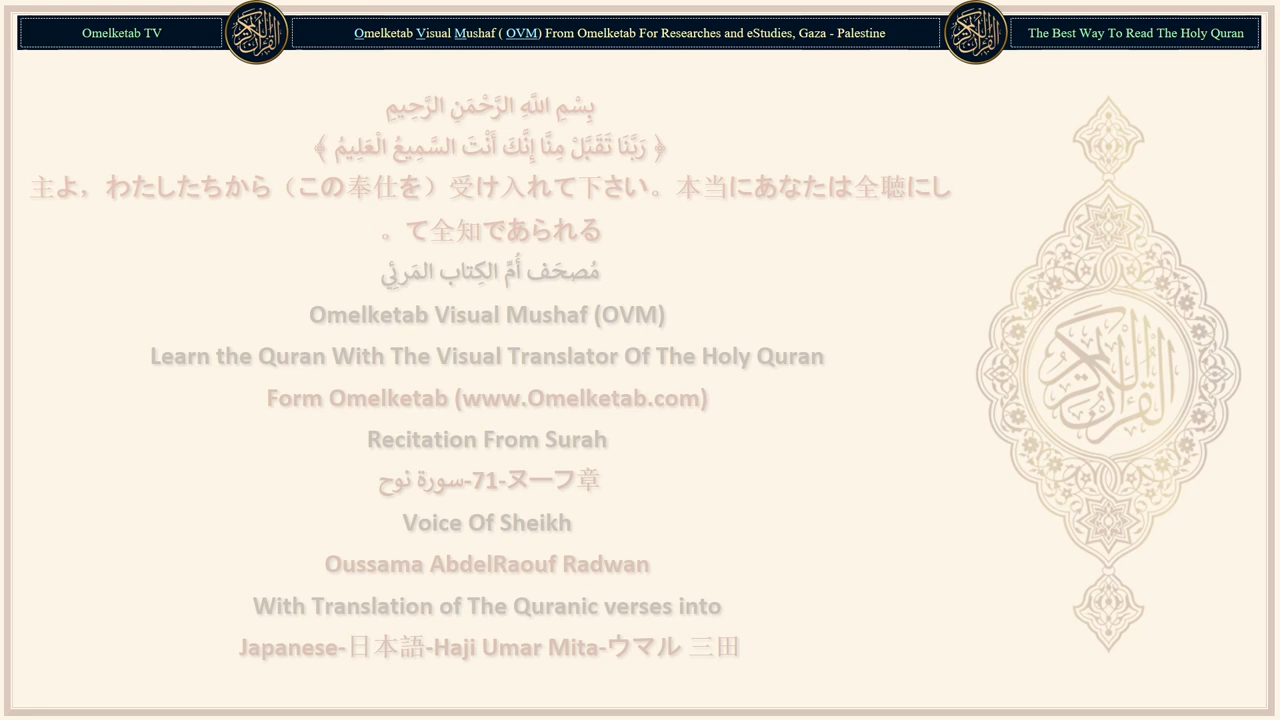 Omelketab TV
Omelketab Visual Mushaf ( OVM) From Omelketab For Researches and eStudies, Gaza - Palestine
The Best Way To Read The Holy Quran
بِسْمِ اللَّهِ الرَّحْمَنِ الرَّحِيمِ
﴿ رَبَّنَا تَقَبَّلْ مِنَّا إِنَّكَ أَنْتَ السَّمِيعُ الْعَلِيمُ ﴾
主よ，わたしたちから（この奉仕を）受け入れて下さい。本当にあなたは全聴にし
て全知であられる。
مُصحَف أُمِّ الكِتاب المَرئِي
Omelketab Visual Mushaf (OVM)
Learn the Quran With The Visual Translator Of The Holy Quran
Form Omelketab (www.Omelketab.com)
Recitation From Surah
سورة نوح-71-ヌーフ章
Voice Of Sheikh
Oussama AbdelRaouf Radwan
With Translation of The Quranic verses into
Japanese-日本語-Haji Umar Mita-ウマル 三田
القرآن الكريم